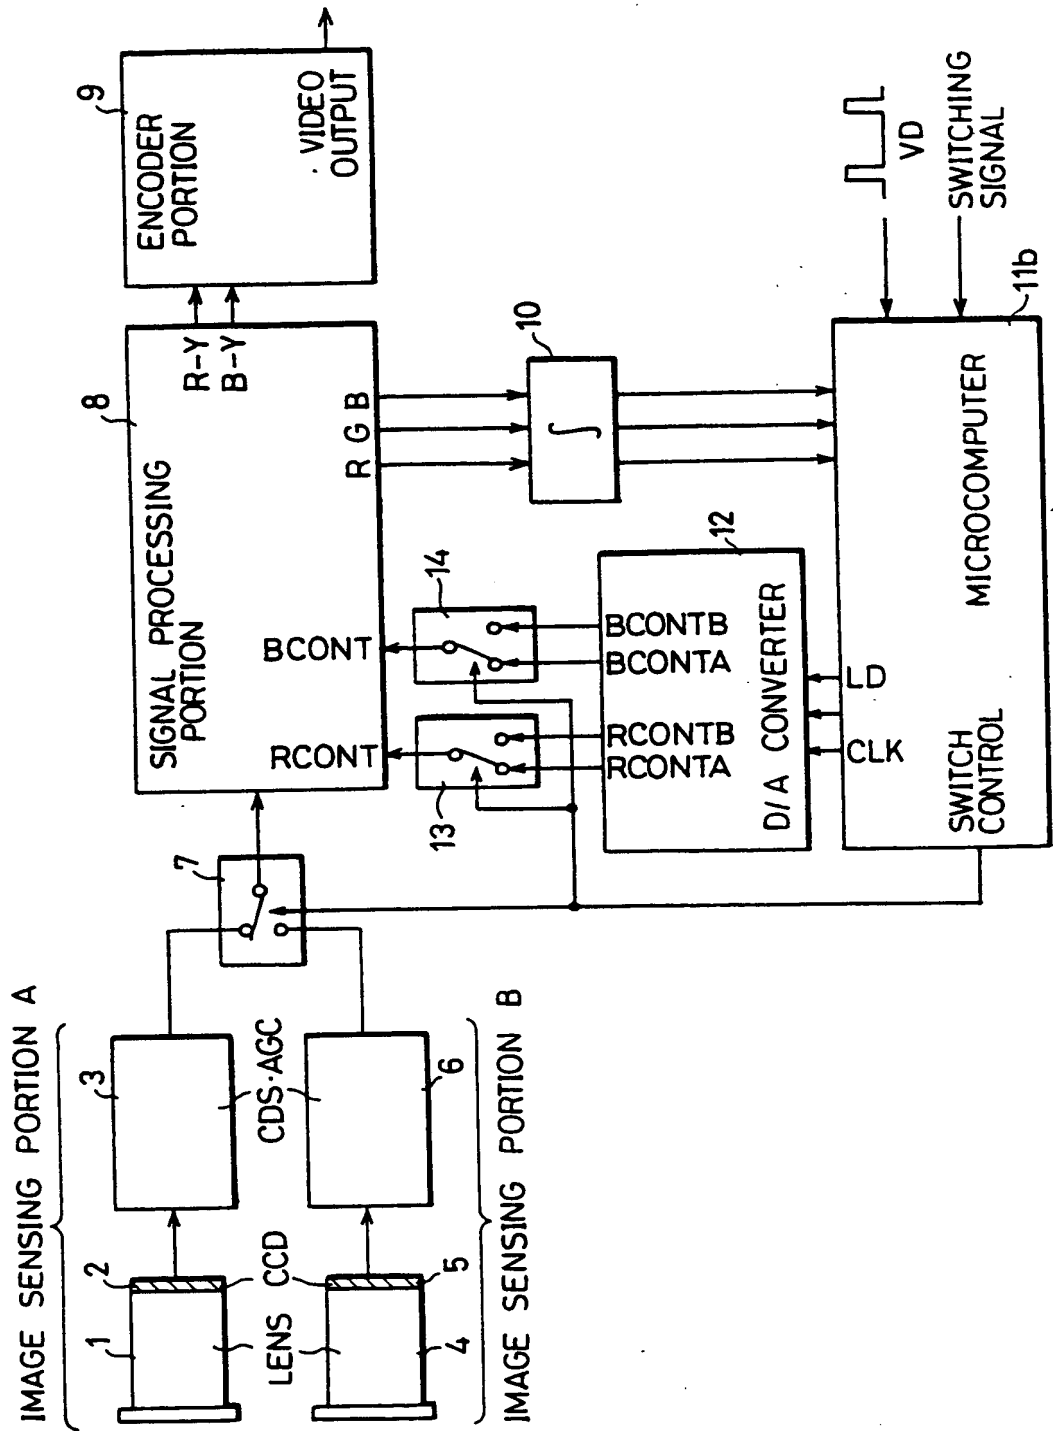 IMAGE SENSING PORTION A
1
2
3
LENS
CCD
CDS·AGC
4
5
6
IMAGE SENSING PORTION B
7
8
SIGNAL PROCESSING
PORTION
RCONT
BCONT
R
G
B
R-Y
B-Y
9
ENCODER
PORTION
VIDEO
OUTPUT
13
14
10
∫
RCONTA
RCONTB
BCONTA
BCONTB
D/A CONVERTER
12
CLK
LD
SWITCH
CONTROL
MICROCOMPUTER
11b
VD
SWITCHING
SIGNAL